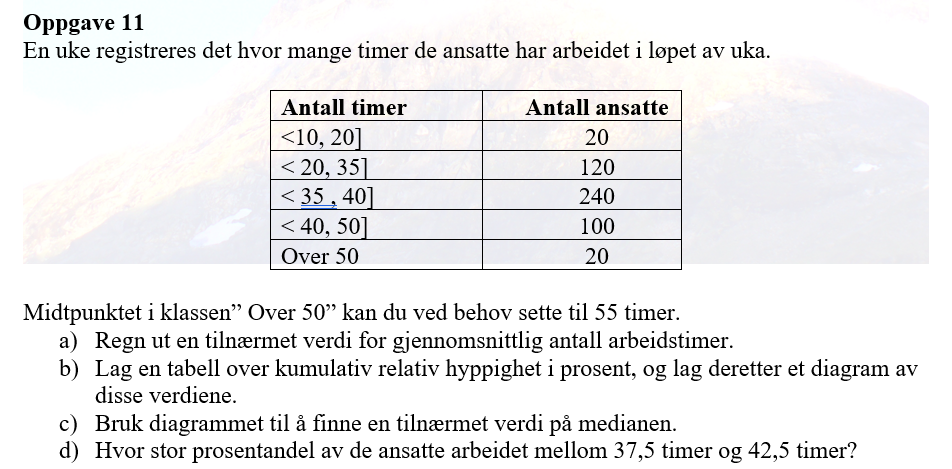 Oppgave 11
En uke registreres det hvor mange timer de ansatte har arbeidet i løpet av uka.
Antall timer Antall ansatte
<10, 20] 20
< 20, 35] 120
< 35 , 40] 240
< 40, 50] 100
Over 50 20
Midtpunktet i klassen” Over 50” kan du ved behov sette til 55 timer.
a) Regn ut en tilnærmet verdi for gjennomsnittlig antall arbeidstimer.
b) Lag en tabell over kumulativ relativ hyppighet i prosent, og lag deretter et diagram av
disse verdiene.
c) Bruk diagrammet til å finne en tilnærmet verdi på medianen.
d) Hvor stor prosentandel av de ansatte arbeidet mellom 37,5 timer og 42,5 timer?